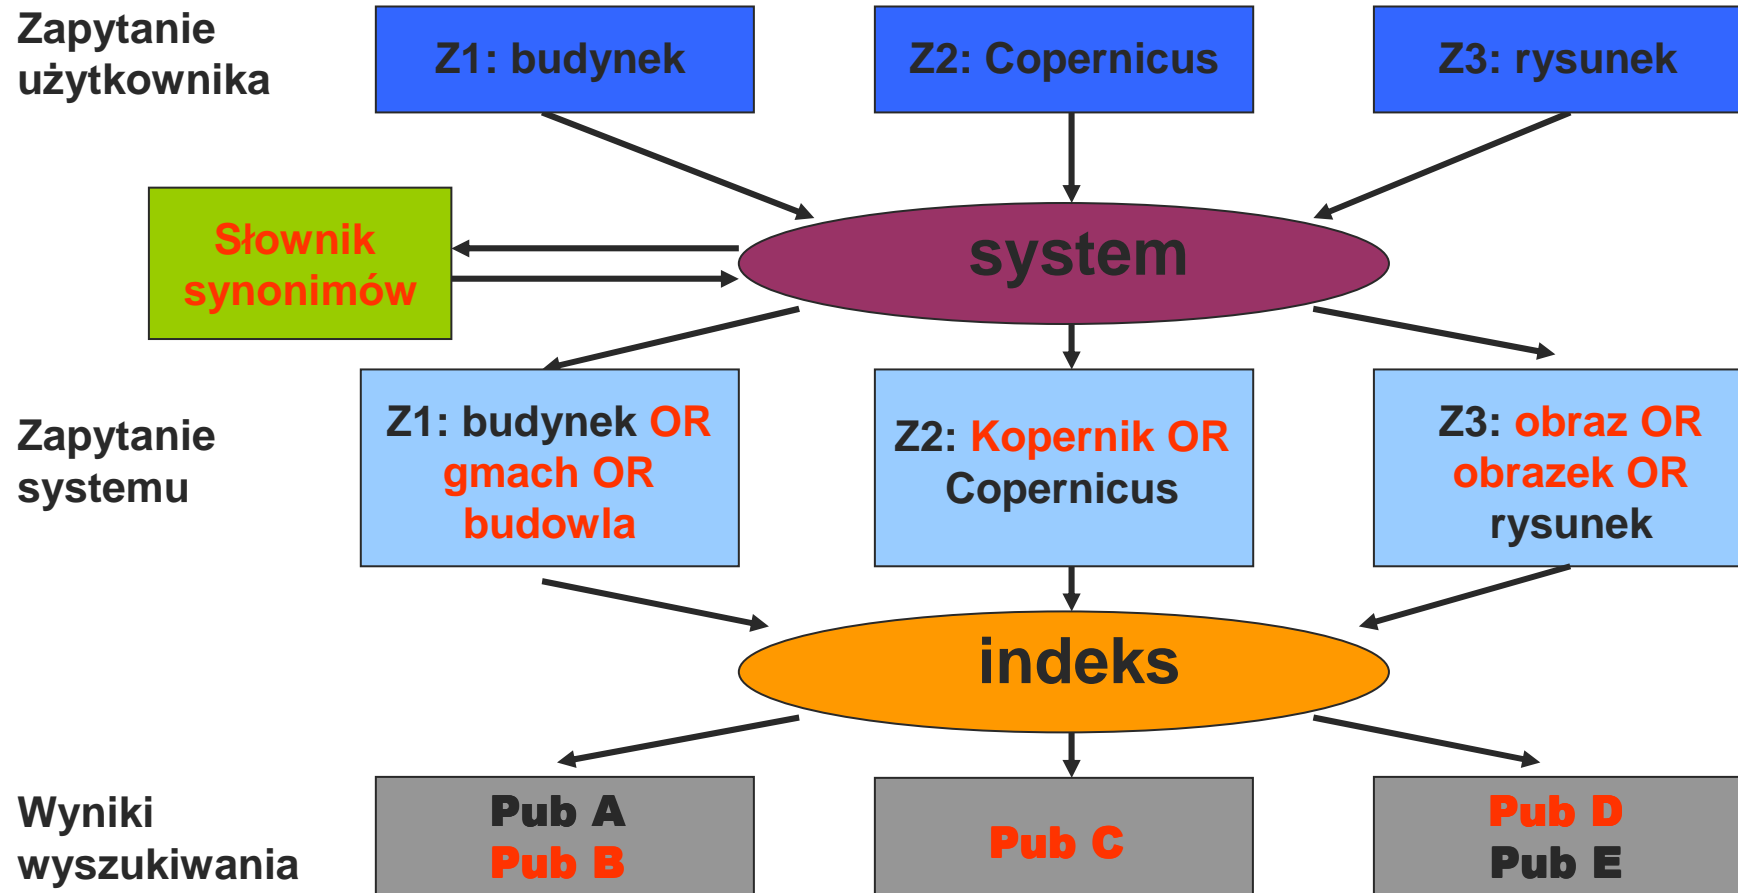 Zapytanie
użytkownika
Z1: budynek
Z2: Copernicus
Z3: rysunek
Słownik
synonimów
system
Zapytanie
systemu
Z1: budynek OR
gmach OR
budowla
Z2: Kopernik OR
Copernicus
Z3: obraz OR
obrazek OR
rysunek
indeks
Wyniki
wyszukiwania
Pub A
Pub B
Pub C
Pub D
Pub E